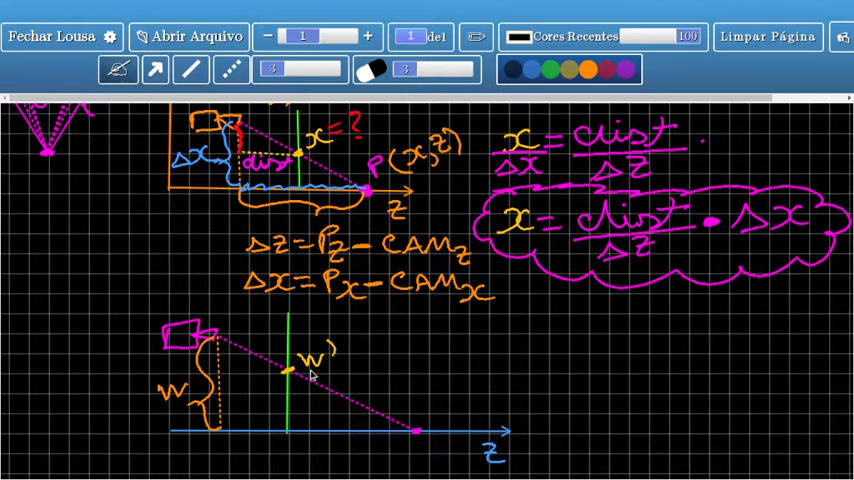 Fechar Lousa
Abrir Arquivo
− 1 +
1 de1
Cores Recentes 100
Limpar Página
3
3
x = ?
Δx
dist
P (x, z)
z
Δz = Pz − CAMz
Δx = Px − CAMx
x/Δx = dist/Δz
x = dist/Δz • Δx
W
W'
z